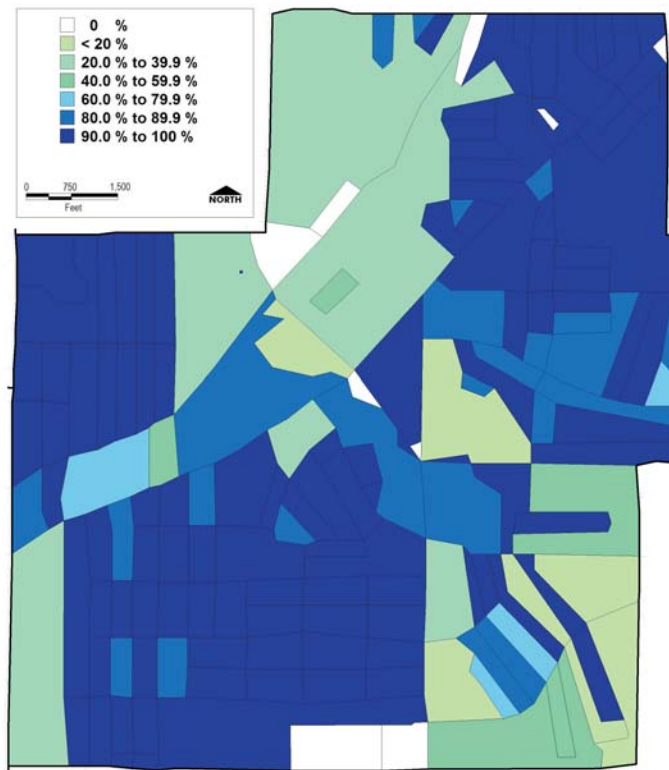 0 %
< 20 %
20.0 % to 39.9 %
40.0 % to 59.9 %
60.0 % to 79.9 %
80.0 % to 89.9 %
90.0 % to 100 %
0 750 1,500
Feet
NORTH